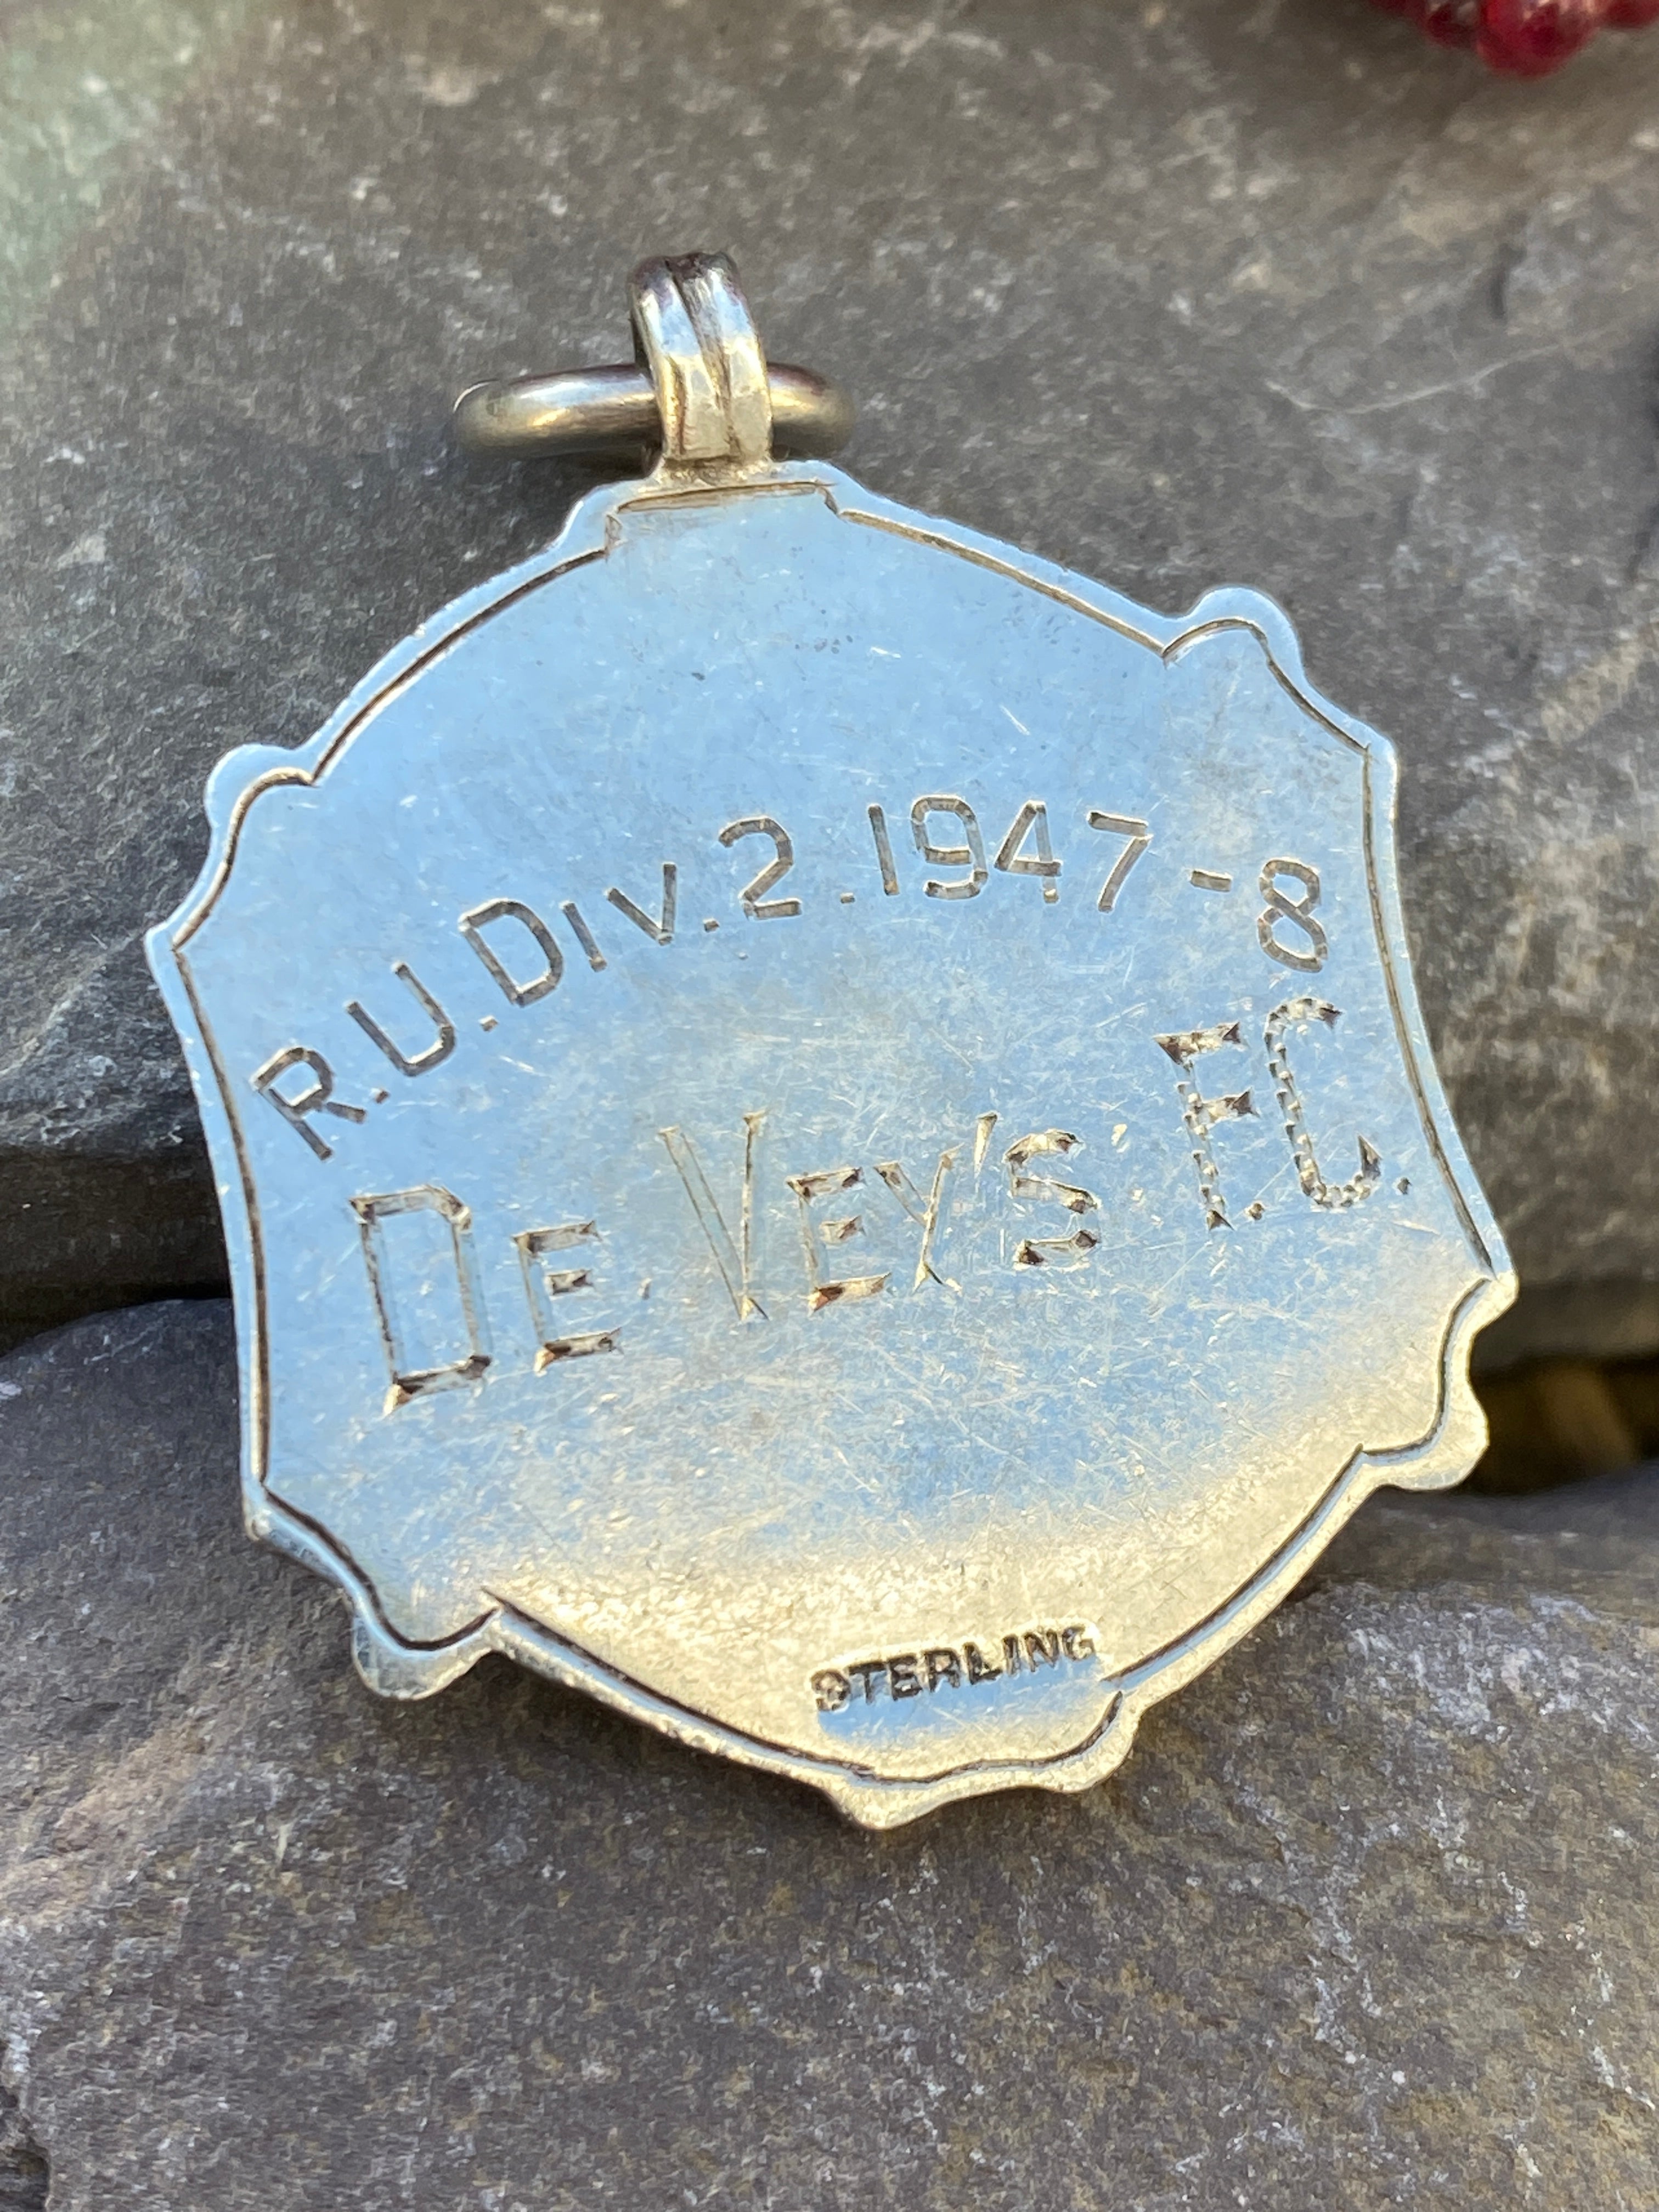 R.U.DIV.2.1947-8
DE VEY'S F.C.
STERLING